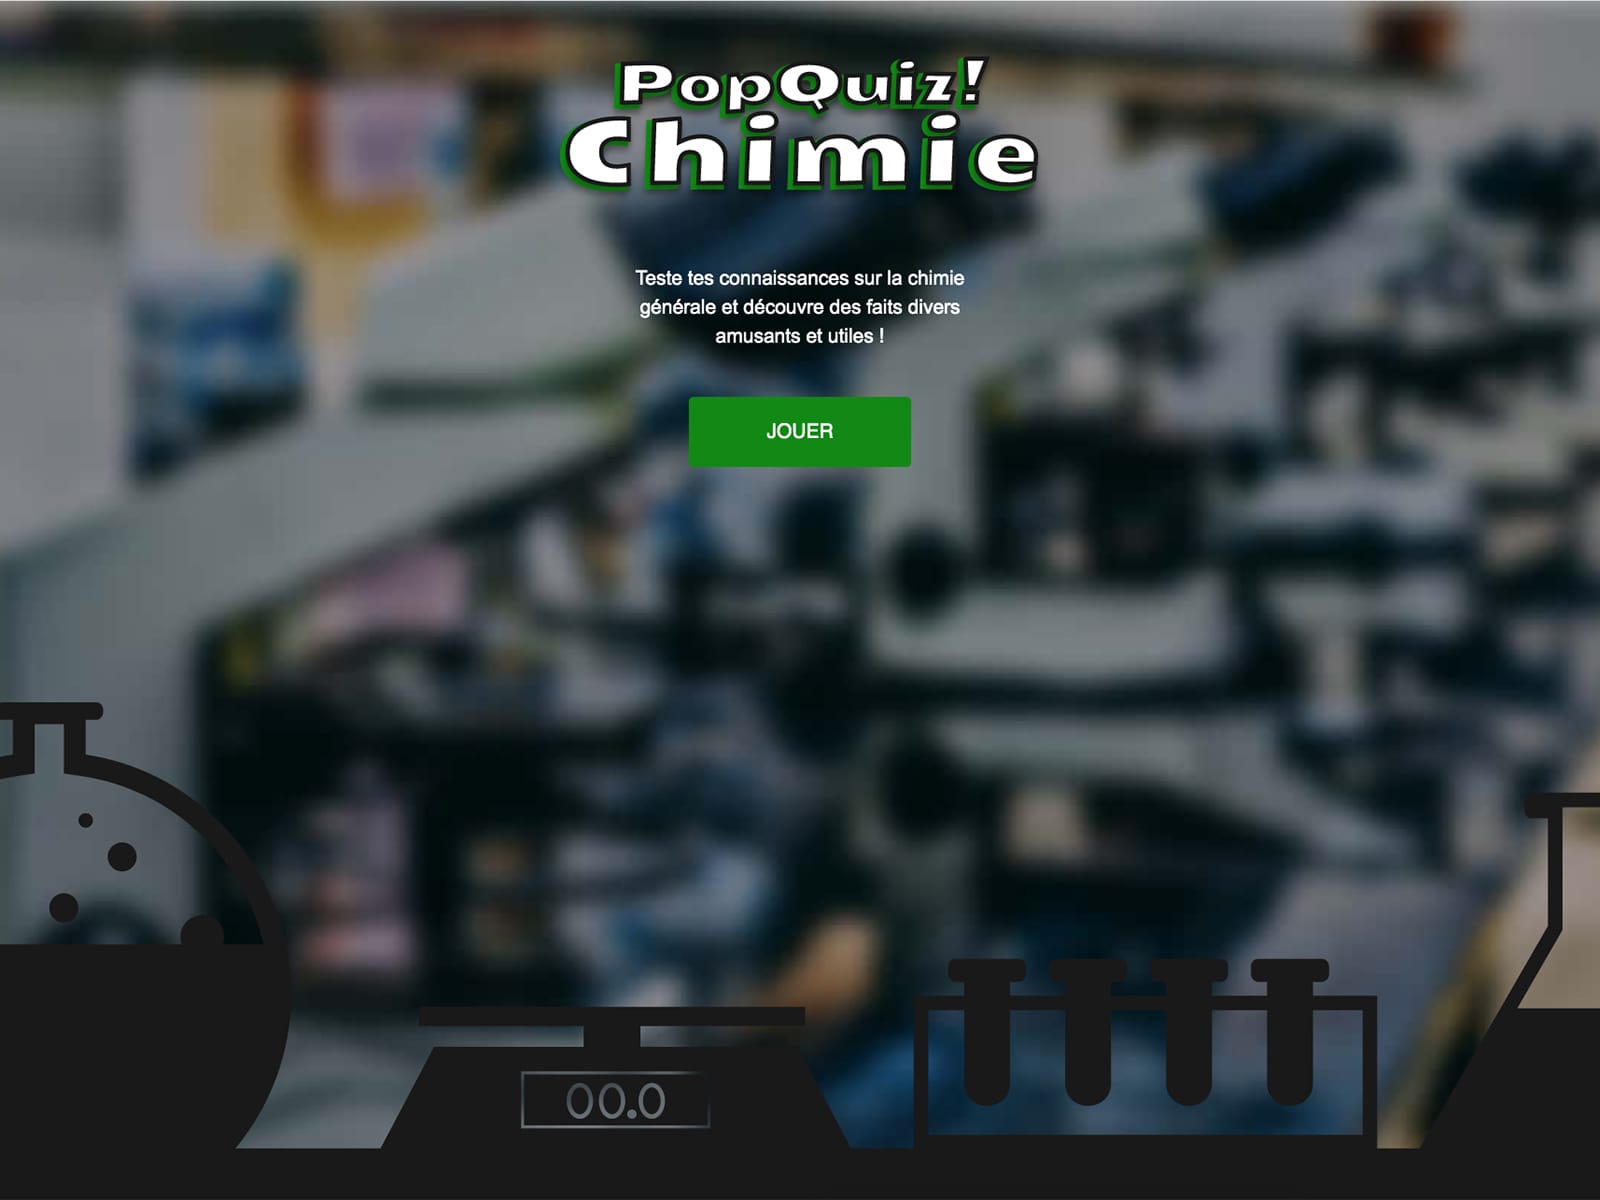 PopQuiz!
Chimie
Teste tes connaissances sur la chimie
générale et découvre des faits divers
amusants et utiles !
JOUER
00.0